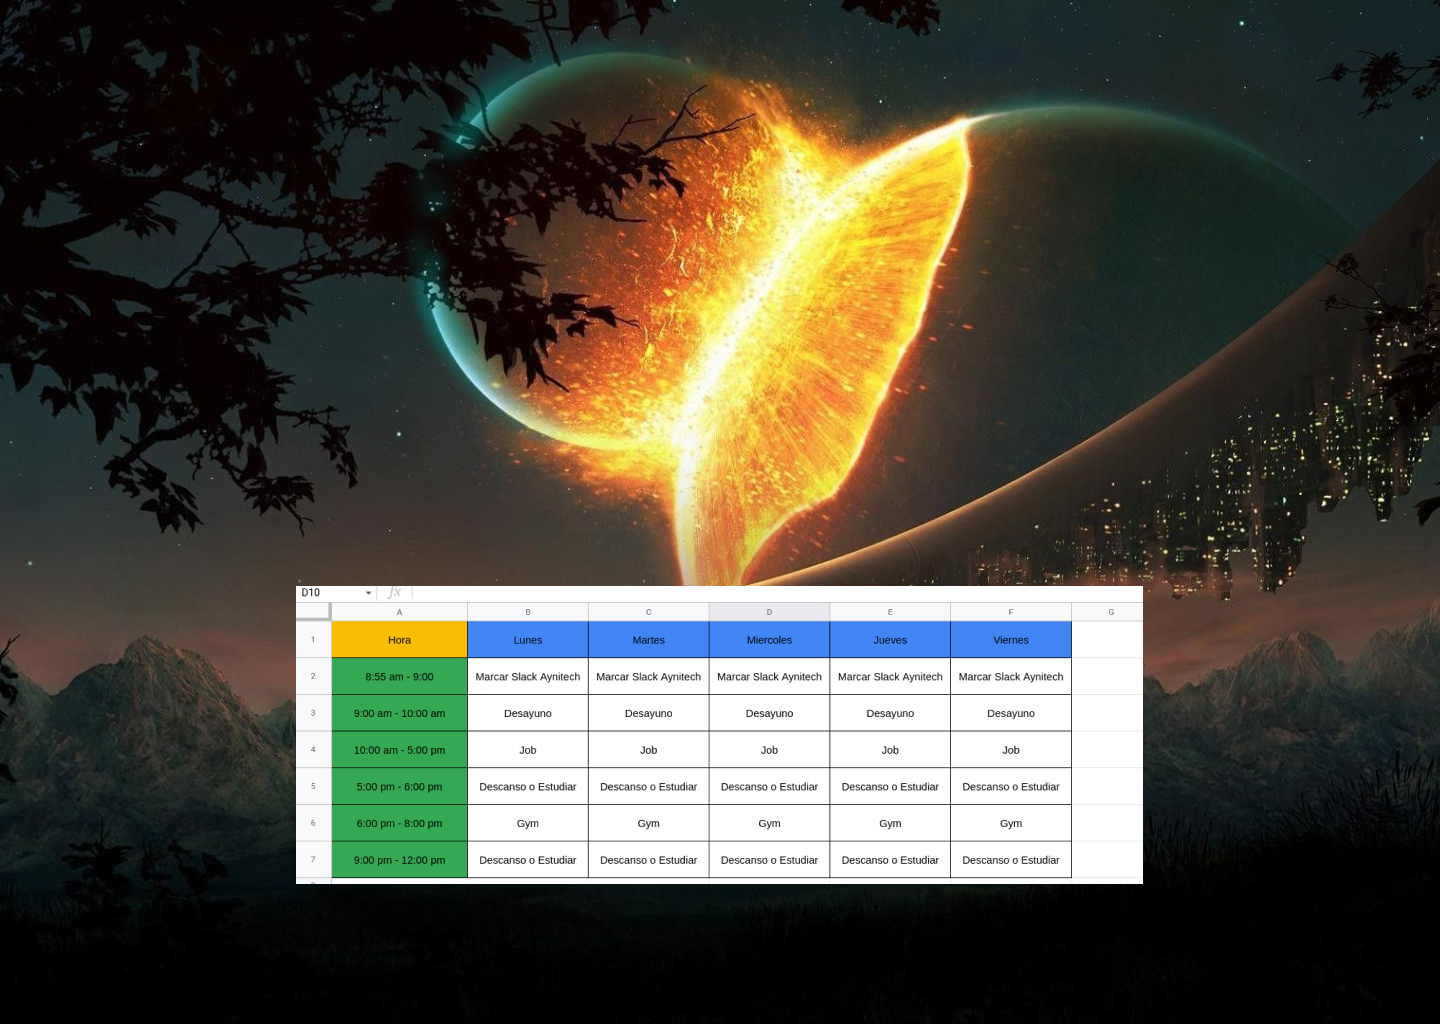 D10 fx
A B C D E F G
1 Hora Lunes Martes Miercoles Jueves Viernes
2 8:55 am - 9:00 Marcar Slack Aynitech Marcar Slack Aynitech Marcar Slack Aynitech Marcar Slack Aynitech Marcar Slack Aynitech
3 9:00 am - 10:00 am Desayuno Desayuno Desayuno Desayuno Desayuno
4 10:00 am - 5:00 pm Job Job Job Job Job
5 5:00 pm - 6:00 pm Descanso o Estudiar Descanso o Estudiar Descanso o Estudiar Descanso o Estudiar Descanso o Estudiar
6 6:00 pm - 8:00 pm Gym Gym Gym Gym Gym
7 9:00 pm - 12:00 pm Descanso o Estudiar Descanso o Estudiar Descanso o Estudiar Descanso o Estudiar Descanso o Estudiar